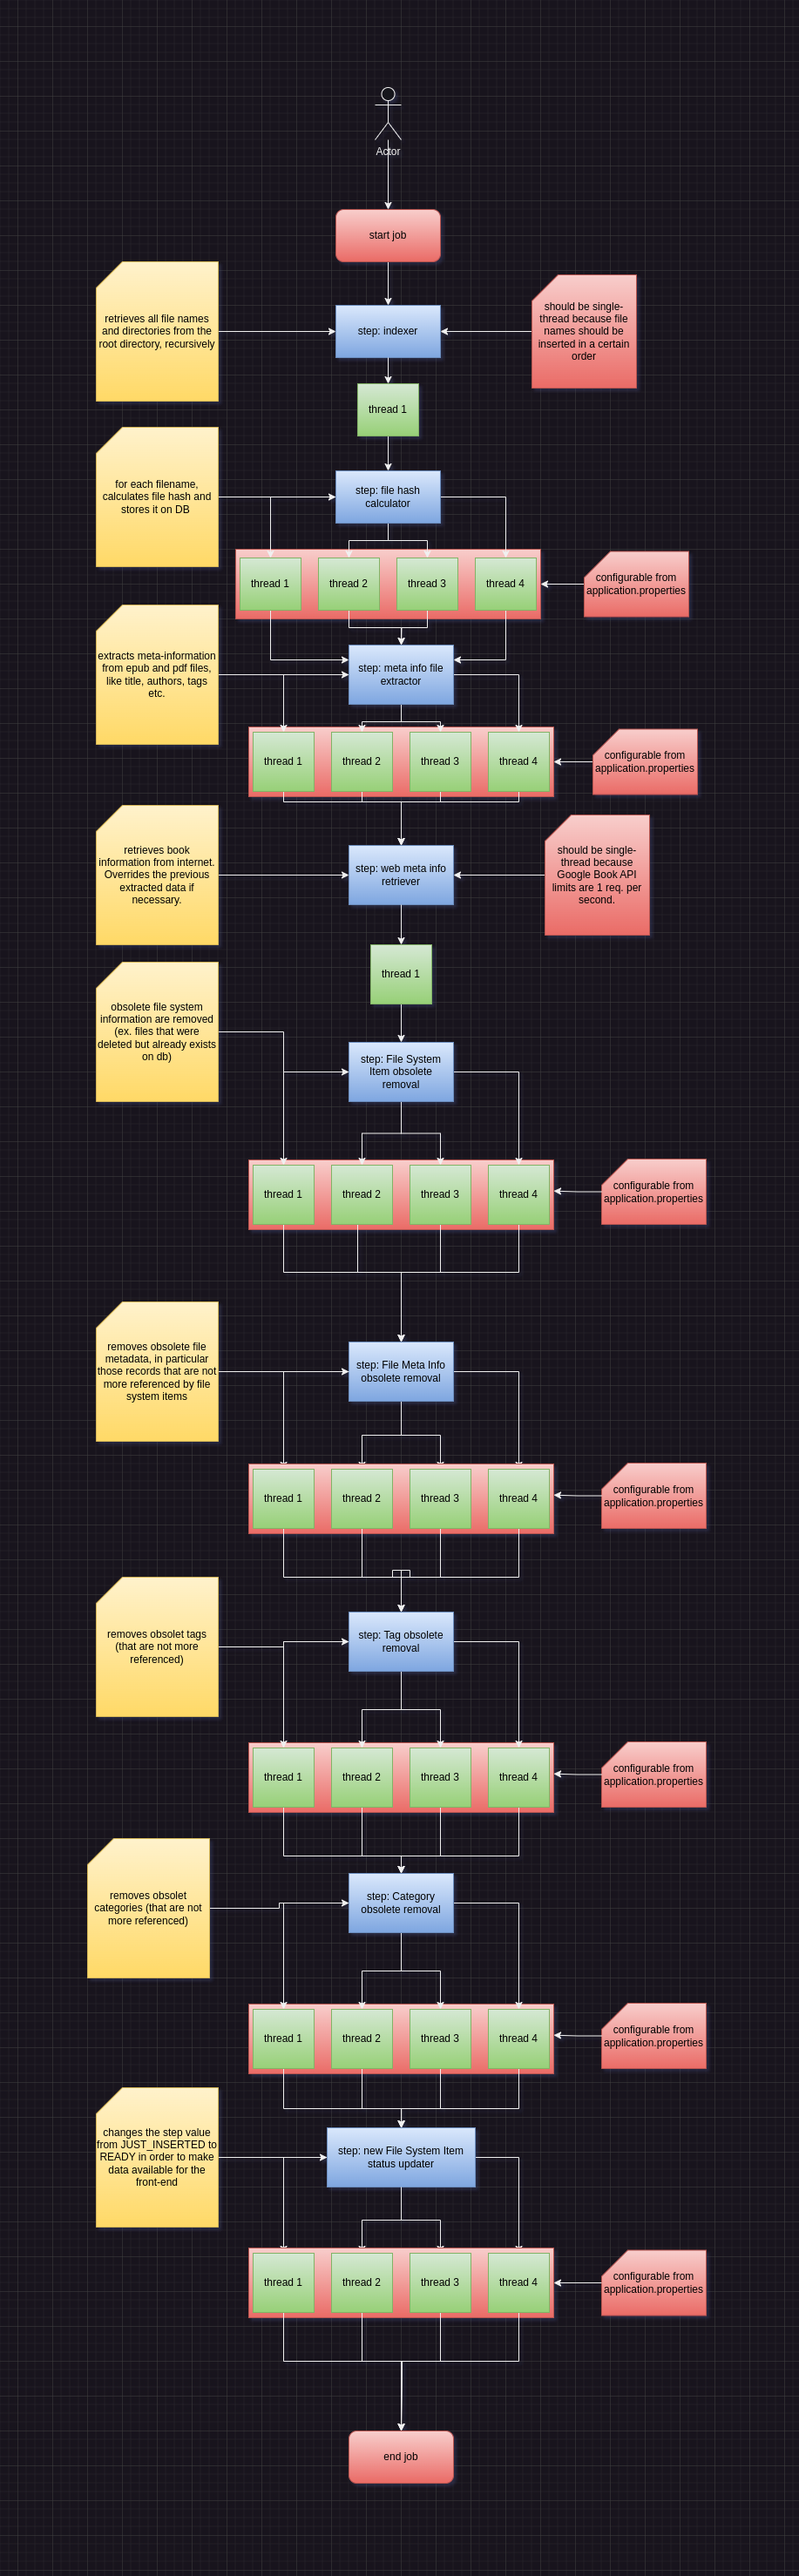 Actor
start job
retrieves all file names
and directories from the
root directory, recursively
step: indexer
should be single-
thread because file
names should be
inserted in a certain
order
thread 1
for each filename,
calculates file hash and
stores it on DB
step: file hash
calculator
thread 1
thread 2
thread 3
thread 4
configurable from
application.properties
extracts meta-information
from epub and pdf files,
like title, authors, tags
etc.
step: meta info file
extractor
thread 1
thread 2
thread 3
thread 4
configurable from
application.properties
retrieves book
information from internet.
Overrides the previous
extracted data if
necessary.
step: web meta info
retriever
should be single-
thread because
Google Book API
limits are 1 req. per
second.
thread 1
obsolete file system
information are removed
(ex. files that were
deleted but already exists
on db)
step: File System
Item obsolete
removal
thread 1
thread 2
thread 3
thread 4
configurable from
application.properties
removes obsolete file
metadata, in particular
those records that are not
more referenced by file
system items
step: File Meta Info
obsolete removal
thread 1
thread 2
thread 3
thread 4
configurable from
application.properties
removes obsolet tags
(that are not more
referenced)
step: Tag obsolete
removal
thread 1
thread 2
thread 3
thread 4
configurable from
application.properties
removes obsolet
categories (that are not
more referenced)
step: Category
obsolete removal
thread 1
thread 2
thread 3
thread 4
configurable from
application.properties
changes the step value
from JUST_INSERTED to
READY in order to make
data available for the
front-end
step: new File System Item
status updater
thread 1
thread 2
thread 3
thread 4
configurable from
application.properties
end job